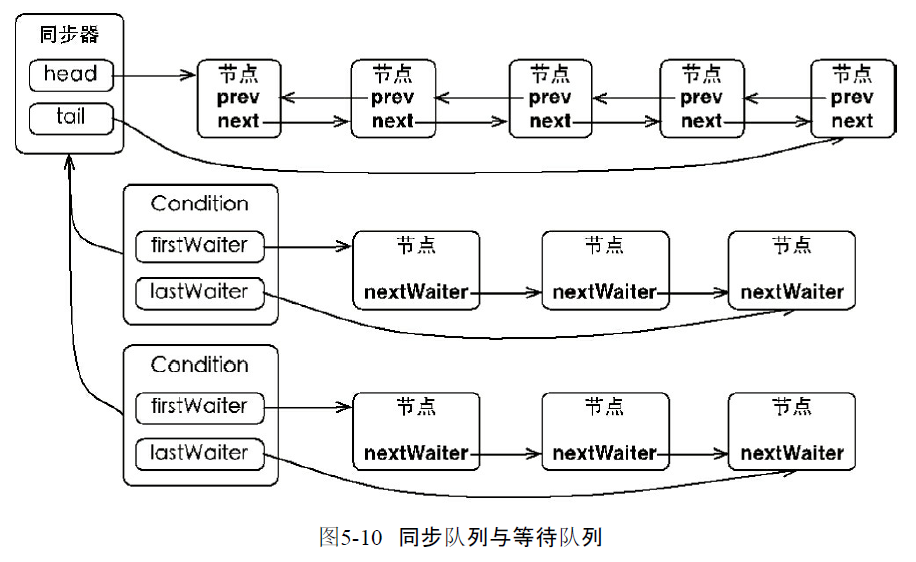 同步器
head
tail
节点 节点 节点 节点 节点
prev prev prev prev prev
next next next next next
Condition
firstWaiter
lastWaiter
节点 节点 节点
nextWaiter nextWaiter nextWaiter
Condition
firstWaiter
lastWaiter
节点 节点 节点
nextWaiter nextWaiter nextWaiter
图5-10 同步队列与等待队列